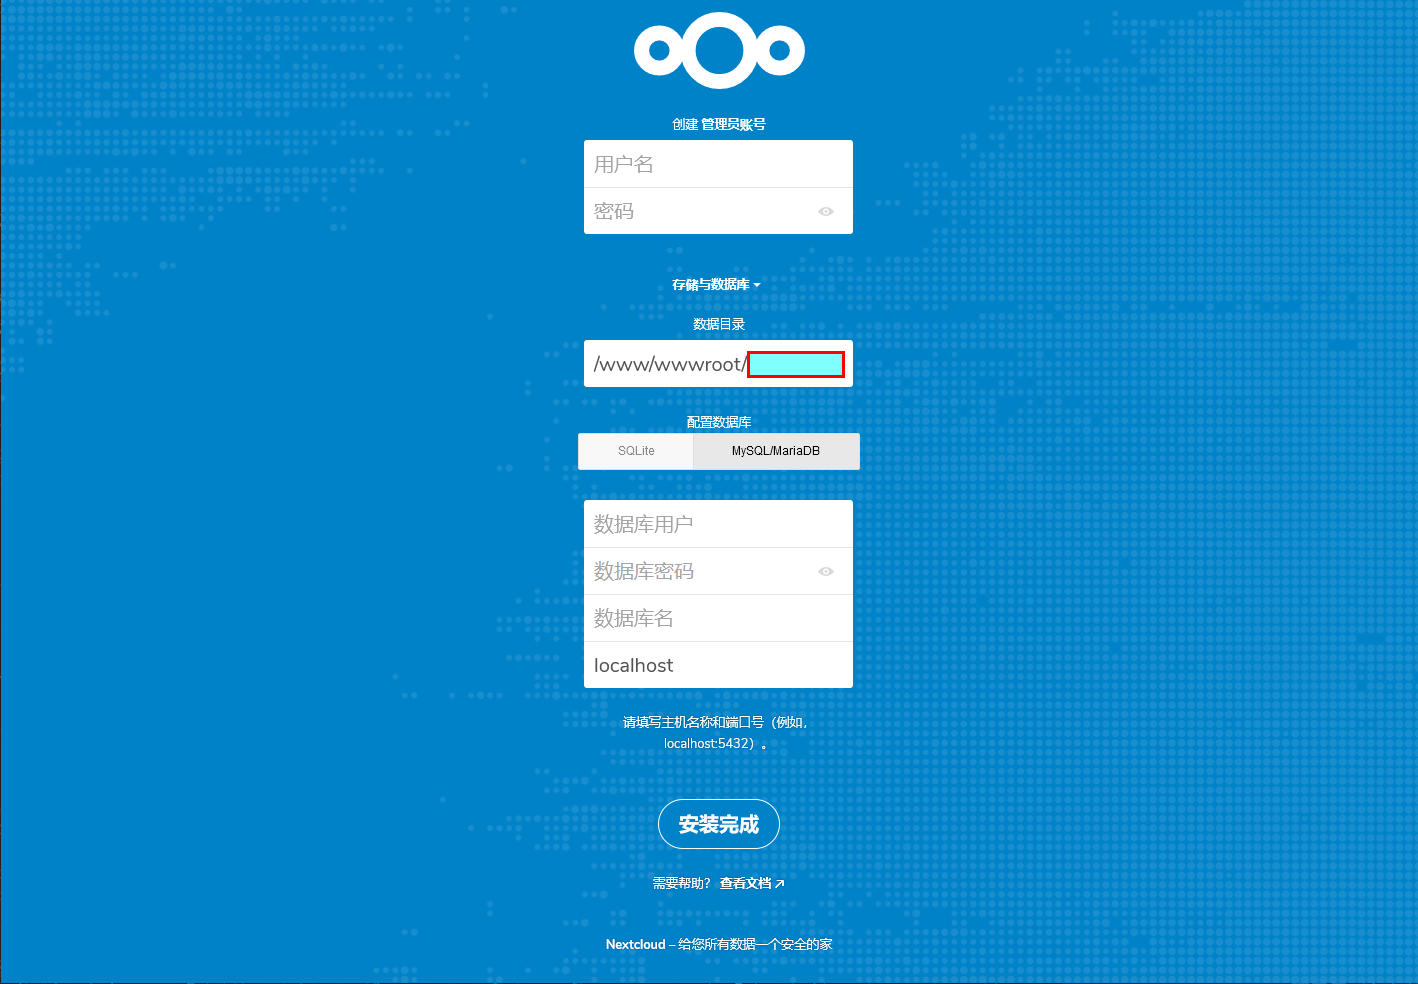 创建 管理员账号
用户名
密码
存储与数据库
数据目录
/www/wwwroot/
配置数据库
SQLite MySQL/MariaDB
数据库用户
数据库密码
数据库名
localhost
请填写主机名称和端口号（例如，
localhost:5432）。
安装完成
需要帮助？ 查看文档↗
Nextcloud – 给您所有数据一个安全的家